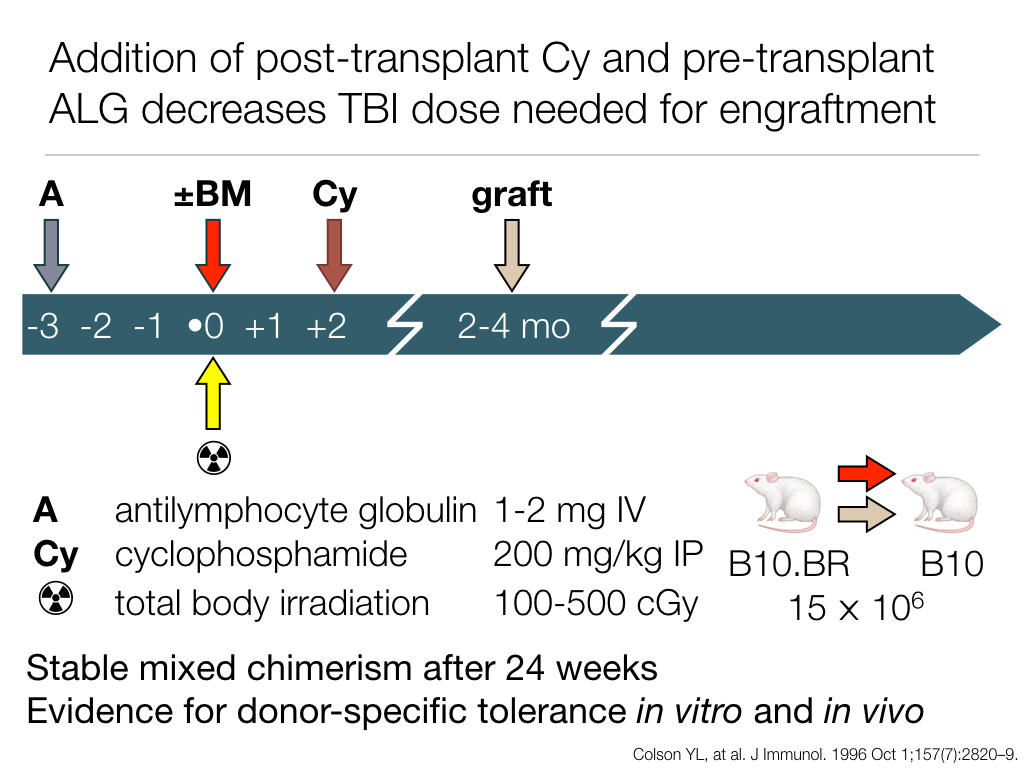 Addition of post-transplant Cy and pre-transplant
ALG decreases TBI dose needed for engraftment
A ±BM Cy graft
-3 -2 -1 •0 +1 +2 2-4 mo
A antilymphocyte globulin 1-2 mg IV
Cy cyclophosphamide 200 mg/kg IP
☢ total body irradiation 100-500 cGy
B10.BR B10
15 x 10⁶
Stable mixed chimerism after 24 weeks
Evidence for donor-specific tolerance in vitro and in vivo
Colson YL, at al. J Immunol. 1996 Oct 1;157(7):2820–9.